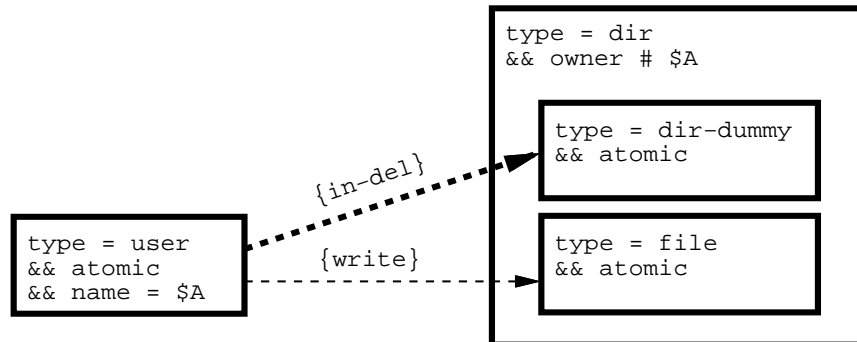 type = dir
&& owner # $A
type = dir-dummy
&& atomic
{in-del}
type = user
&& atomic
&& name = $A
{write}
type = file
&& atomic